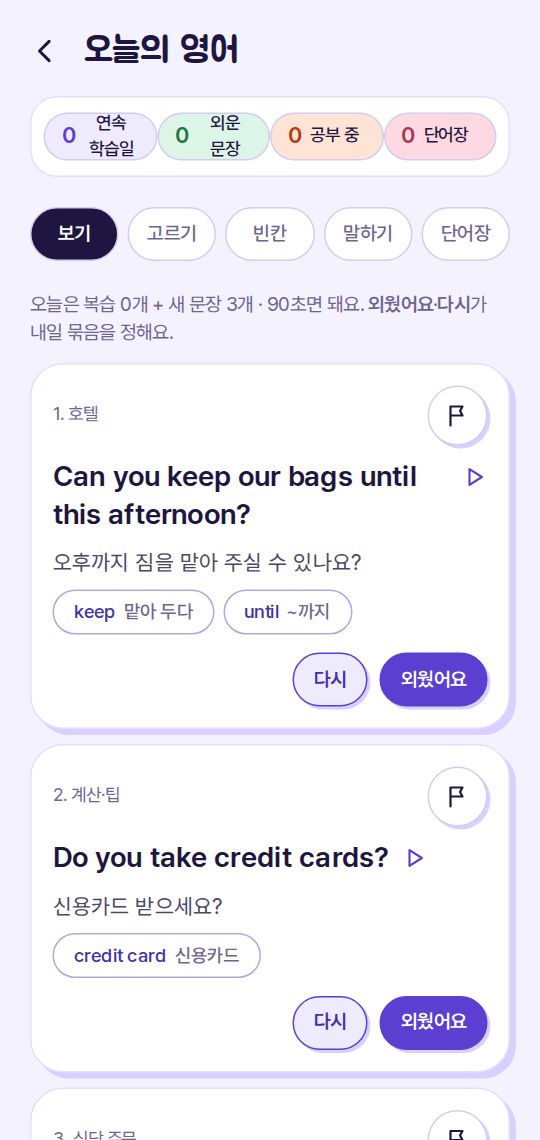 오늘의 영어
0 연속 학습일
0 외운 문장
0 공부 중
0 단어장
보기
고르기
빈칸
말하기
단어장
오늘은 복습 0개 + 새 문장 3개 · 90초면 돼요. 외웠어요·다시가
내일 묶음을 정해요.
1. 호텔
Can you keep our bags until
this afternoon?
오후까지 짐을 맡아 주실 수 있나요?
keep 맡아 두다
until ~까지
다시
외웠어요
2. 계산·팁
Do you take credit cards?
신용카드 받으세요?
credit card 신용카드
다시
외웠어요
3. 식당 주문